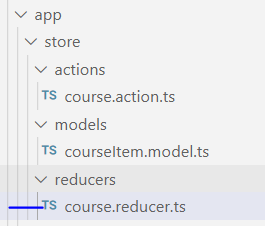 app
store
actions
TS course.action.ts
models
TS courseItem.model.ts
reducers
TS course.reducer.ts